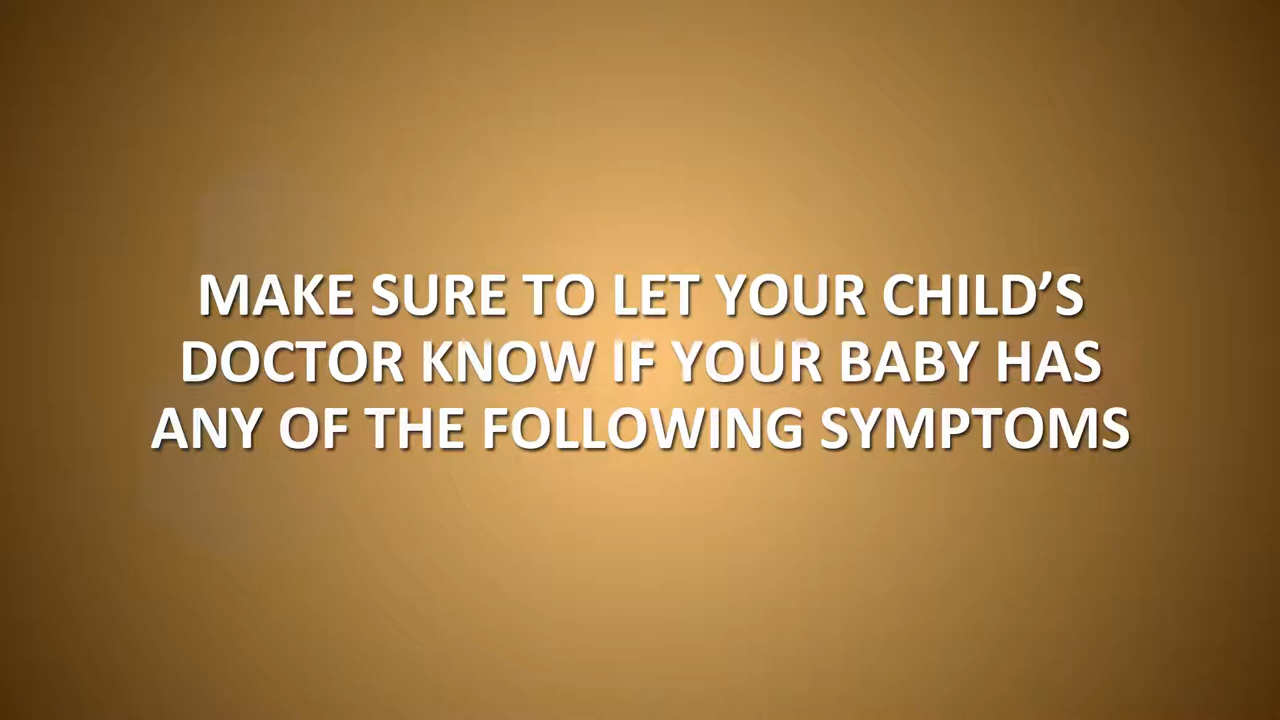 MAKE SURE TO LET YOUR CHILD’S
DOCTOR KNOW IF YOUR BABY HAS
ANY OF THE FOLLOWING SYMPTOMS